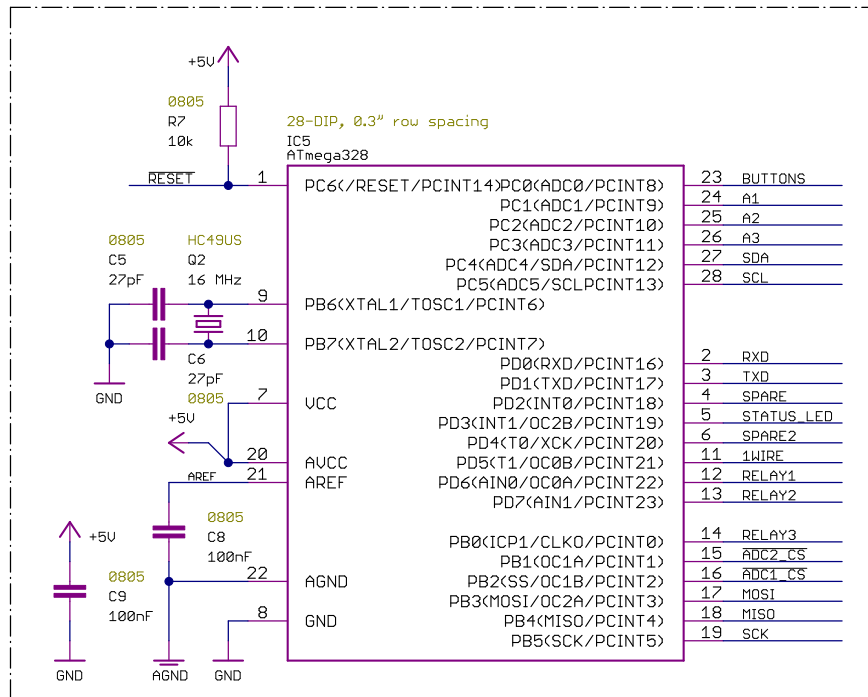 +5V
0805
R7
10k
28-DIP, 0.3" row spacing
IC5
ATmega328
RESET
1
PC6(/RESET/PCINT14)PC0(ADC0/PCINT8)
23
BUTTONS
PC1(ADC1/PCINT9)
24
A1
PC2(ADC2/PCINT10)
25
A2
PC3(ADC3/PCINT11)
26
A3
PC4(ADC4/SDA/PCINT12)
27
SDA
PC5(ADC5/SCLPCINT13)
28
SCL
0805
C5
27pF
HC49US
Q2
16 MHz
9
PB6(XTAL1/TOSC1/PCINT6)
10
PB7(XTAL2/TOSC2/PCINT7)
C6
27pF
0805
GND
PD0(RXD/PCINT16)
2
RXD
PD1(TXD/PCINT17)
3
TXD
7
VCC
PD2(INT0/PCINT18)
4
SPARE
+5V
PD3(INT1/OC2B/PCINT19)
5
STATUS_LED
PD4(T0/XCK/PCINT20)
6
SPARE2
20
AVCC
PD5(T1/OC0B/PCINT21)
11
1WIRE
AREF
21
AREF
PD6(AIN0/OC0A/PCINT22)
12
RELAY1
PD7(AIN1/PCINT23)
13
RELAY2
0805
C8
100nF
+5V
0805
C9
100nF
PB0(ICP1/CLKO/PCINT0)
14
RELAY3
PB1(OC1A/PCINT1)
15
ADC2_CS
22
AGND
PB2(SS/OC1B/PCINT2)
16
ADC1_CS
PB3(MOSI/OC2A/PCINT3)
17
MOSI
8
GND
PB4(MISO/PCINT4)
18
MISO
PB5(SCK/PCINT5)
19
SCK
GND
AGND
GND